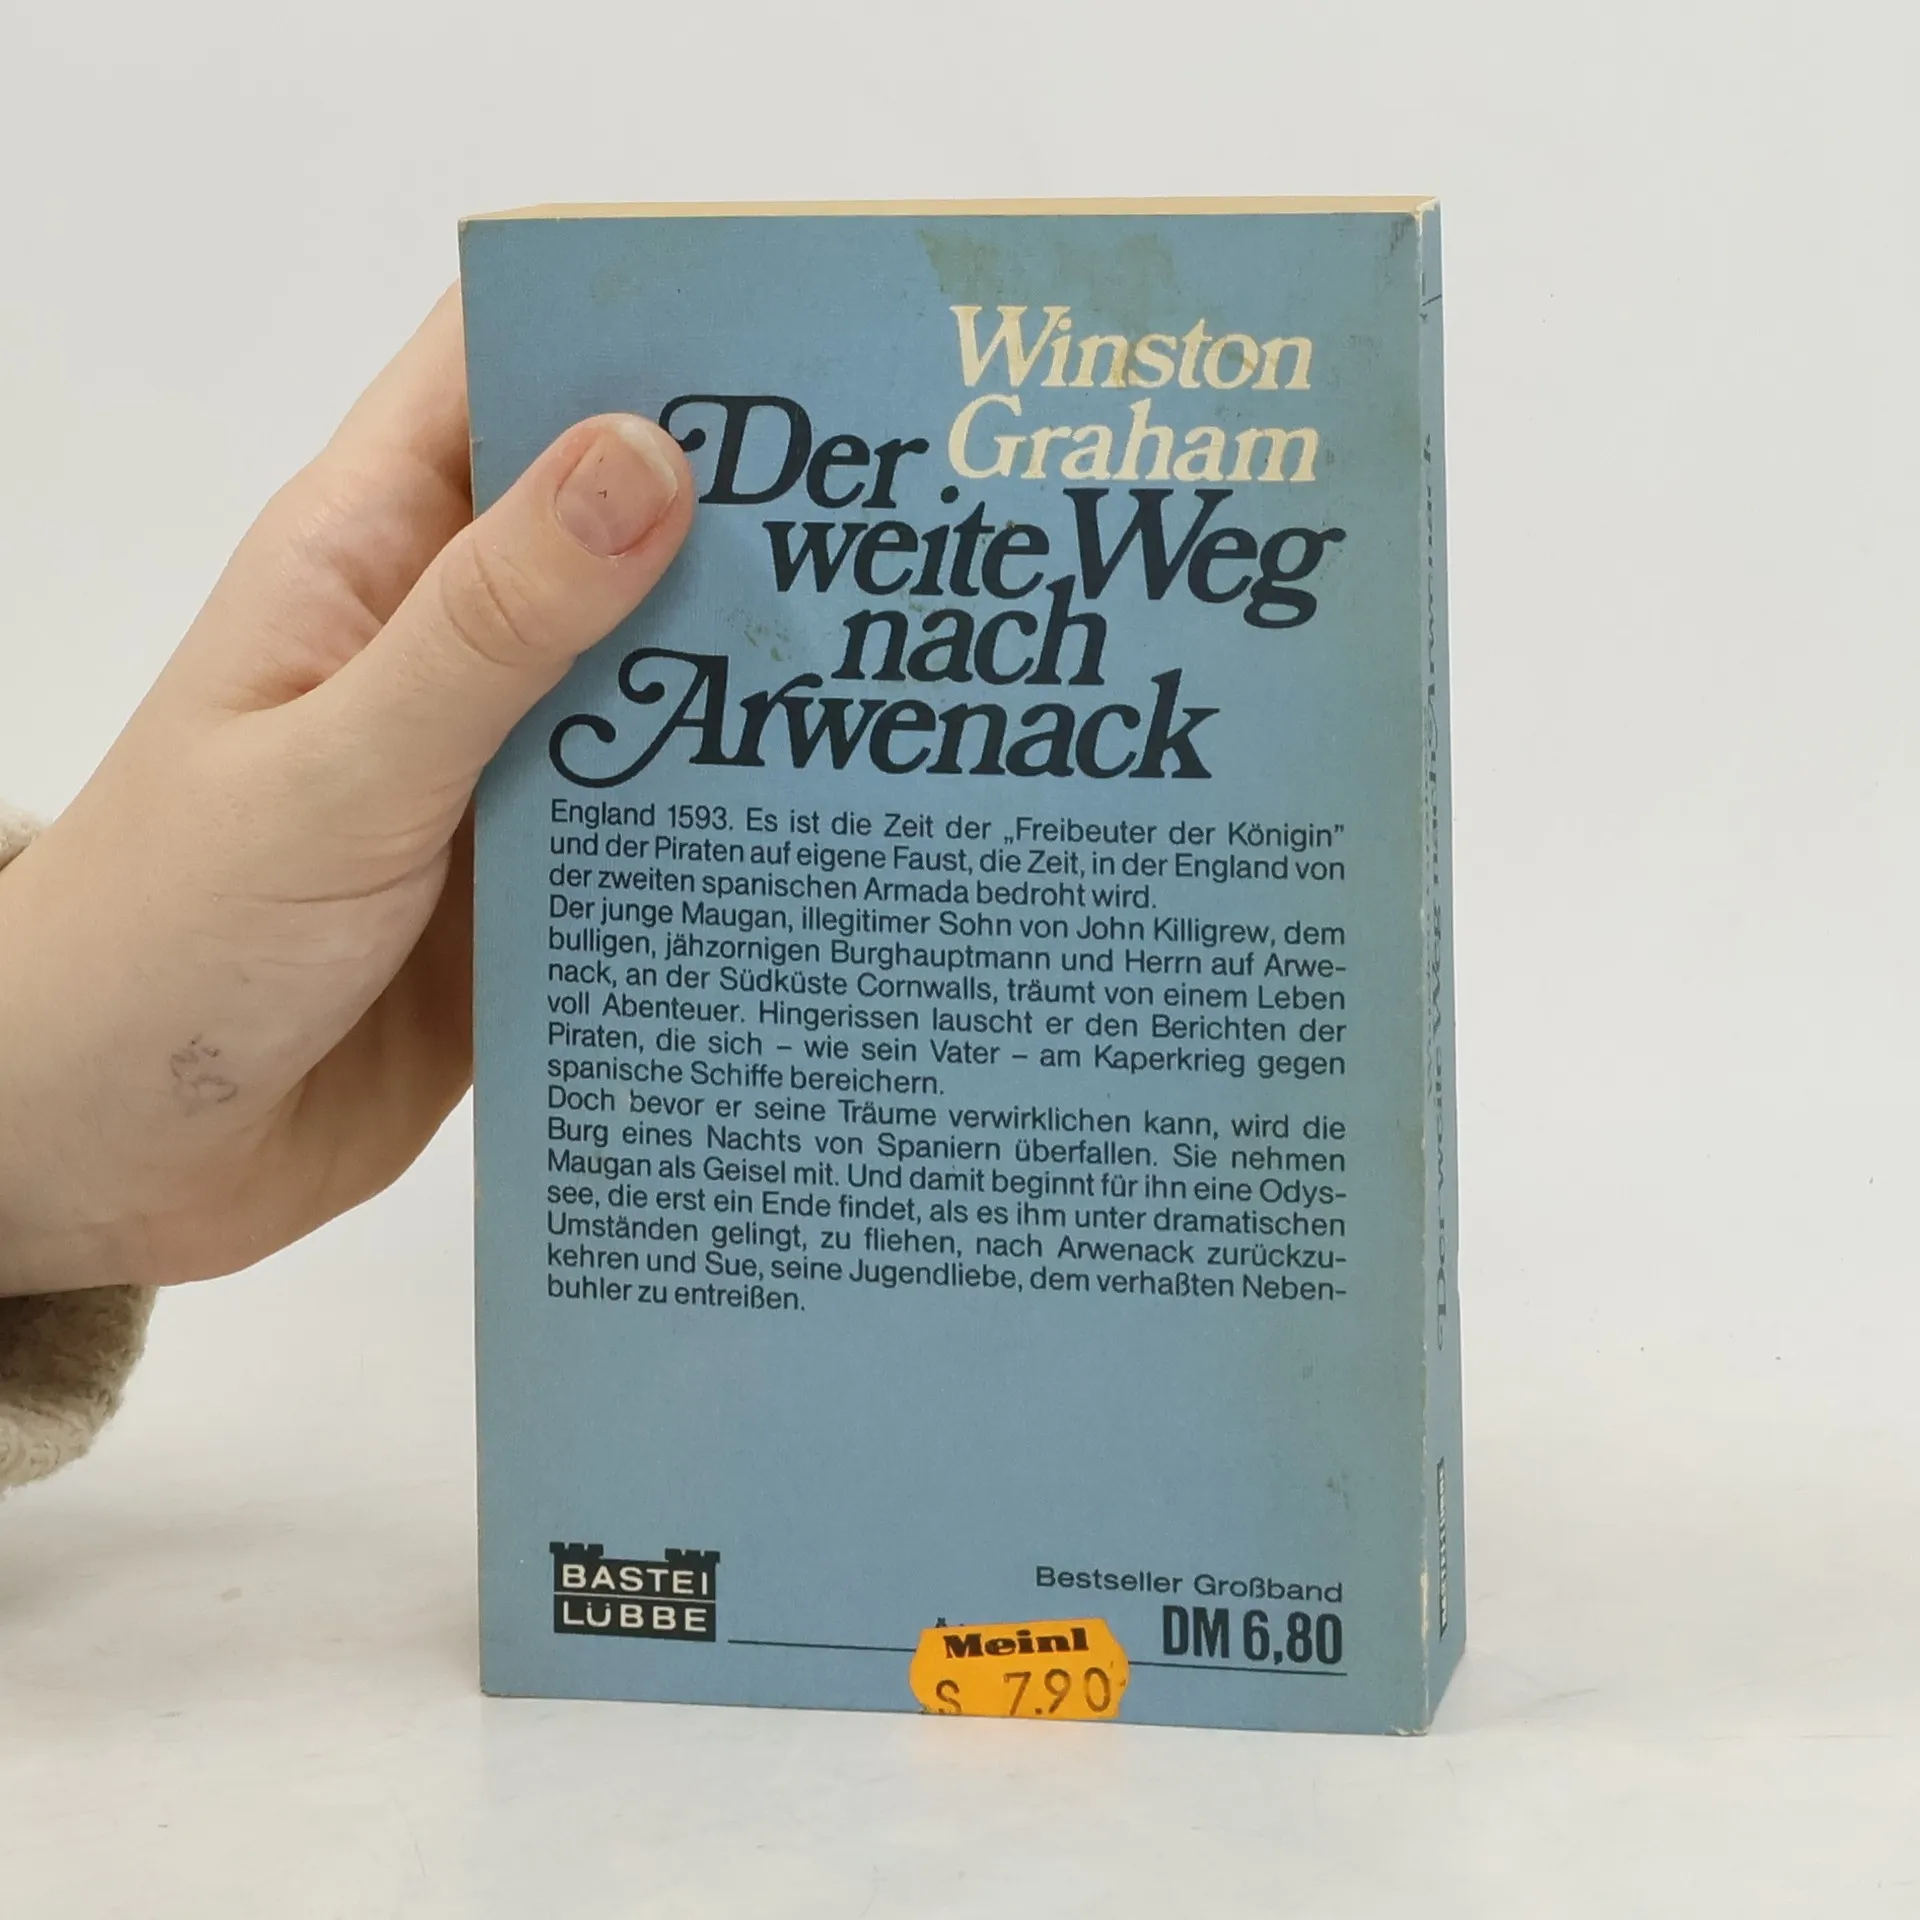 Winston
Graham
Der
weite Weg
nach
Arwenack
England 1593. Es ist die Zeit der „Freibeuter der Königin”
und der Piraten auf eigene Faust, die Zeit, in der England von
der zweiten spanischen Armada bedroht wird.
Der junge Maugan, illegitimer Sohn von John Killigrew, dem
bulligen, jähzornigen Burghauptmann und Herrn auf Arwe-
nack, an der Südküste Cornwalls, träumt von einem Leben
voll Abenteuer. Hingerissen lauscht er den Berichten der
Piraten, die sich – wie sein Vater – am Kaperkrieg gegen
spanische Schiffe bereichern.
Doch bevor er seine Träume verwirklichen kann, wird die
Burg eines Nachts von Spaniern überfallen. Sie nehmen
Maugan als Geisel mit. Und damit beginnt für ihn eine Odys-
see, die erst ein Ende findet, als es ihm unter dramatischen
Umständen gelingt, zu fliehen, nach Arwenack zurückzu-
kehren und Sue, seine Jugendliebe, dem verhaßten Neben-
buhler zu entreißen.
BASTEI
LÜBBE
Bestseller Großband
DM 6,80
Meinl
S 7.90
Der weite Weg nach Arwenack